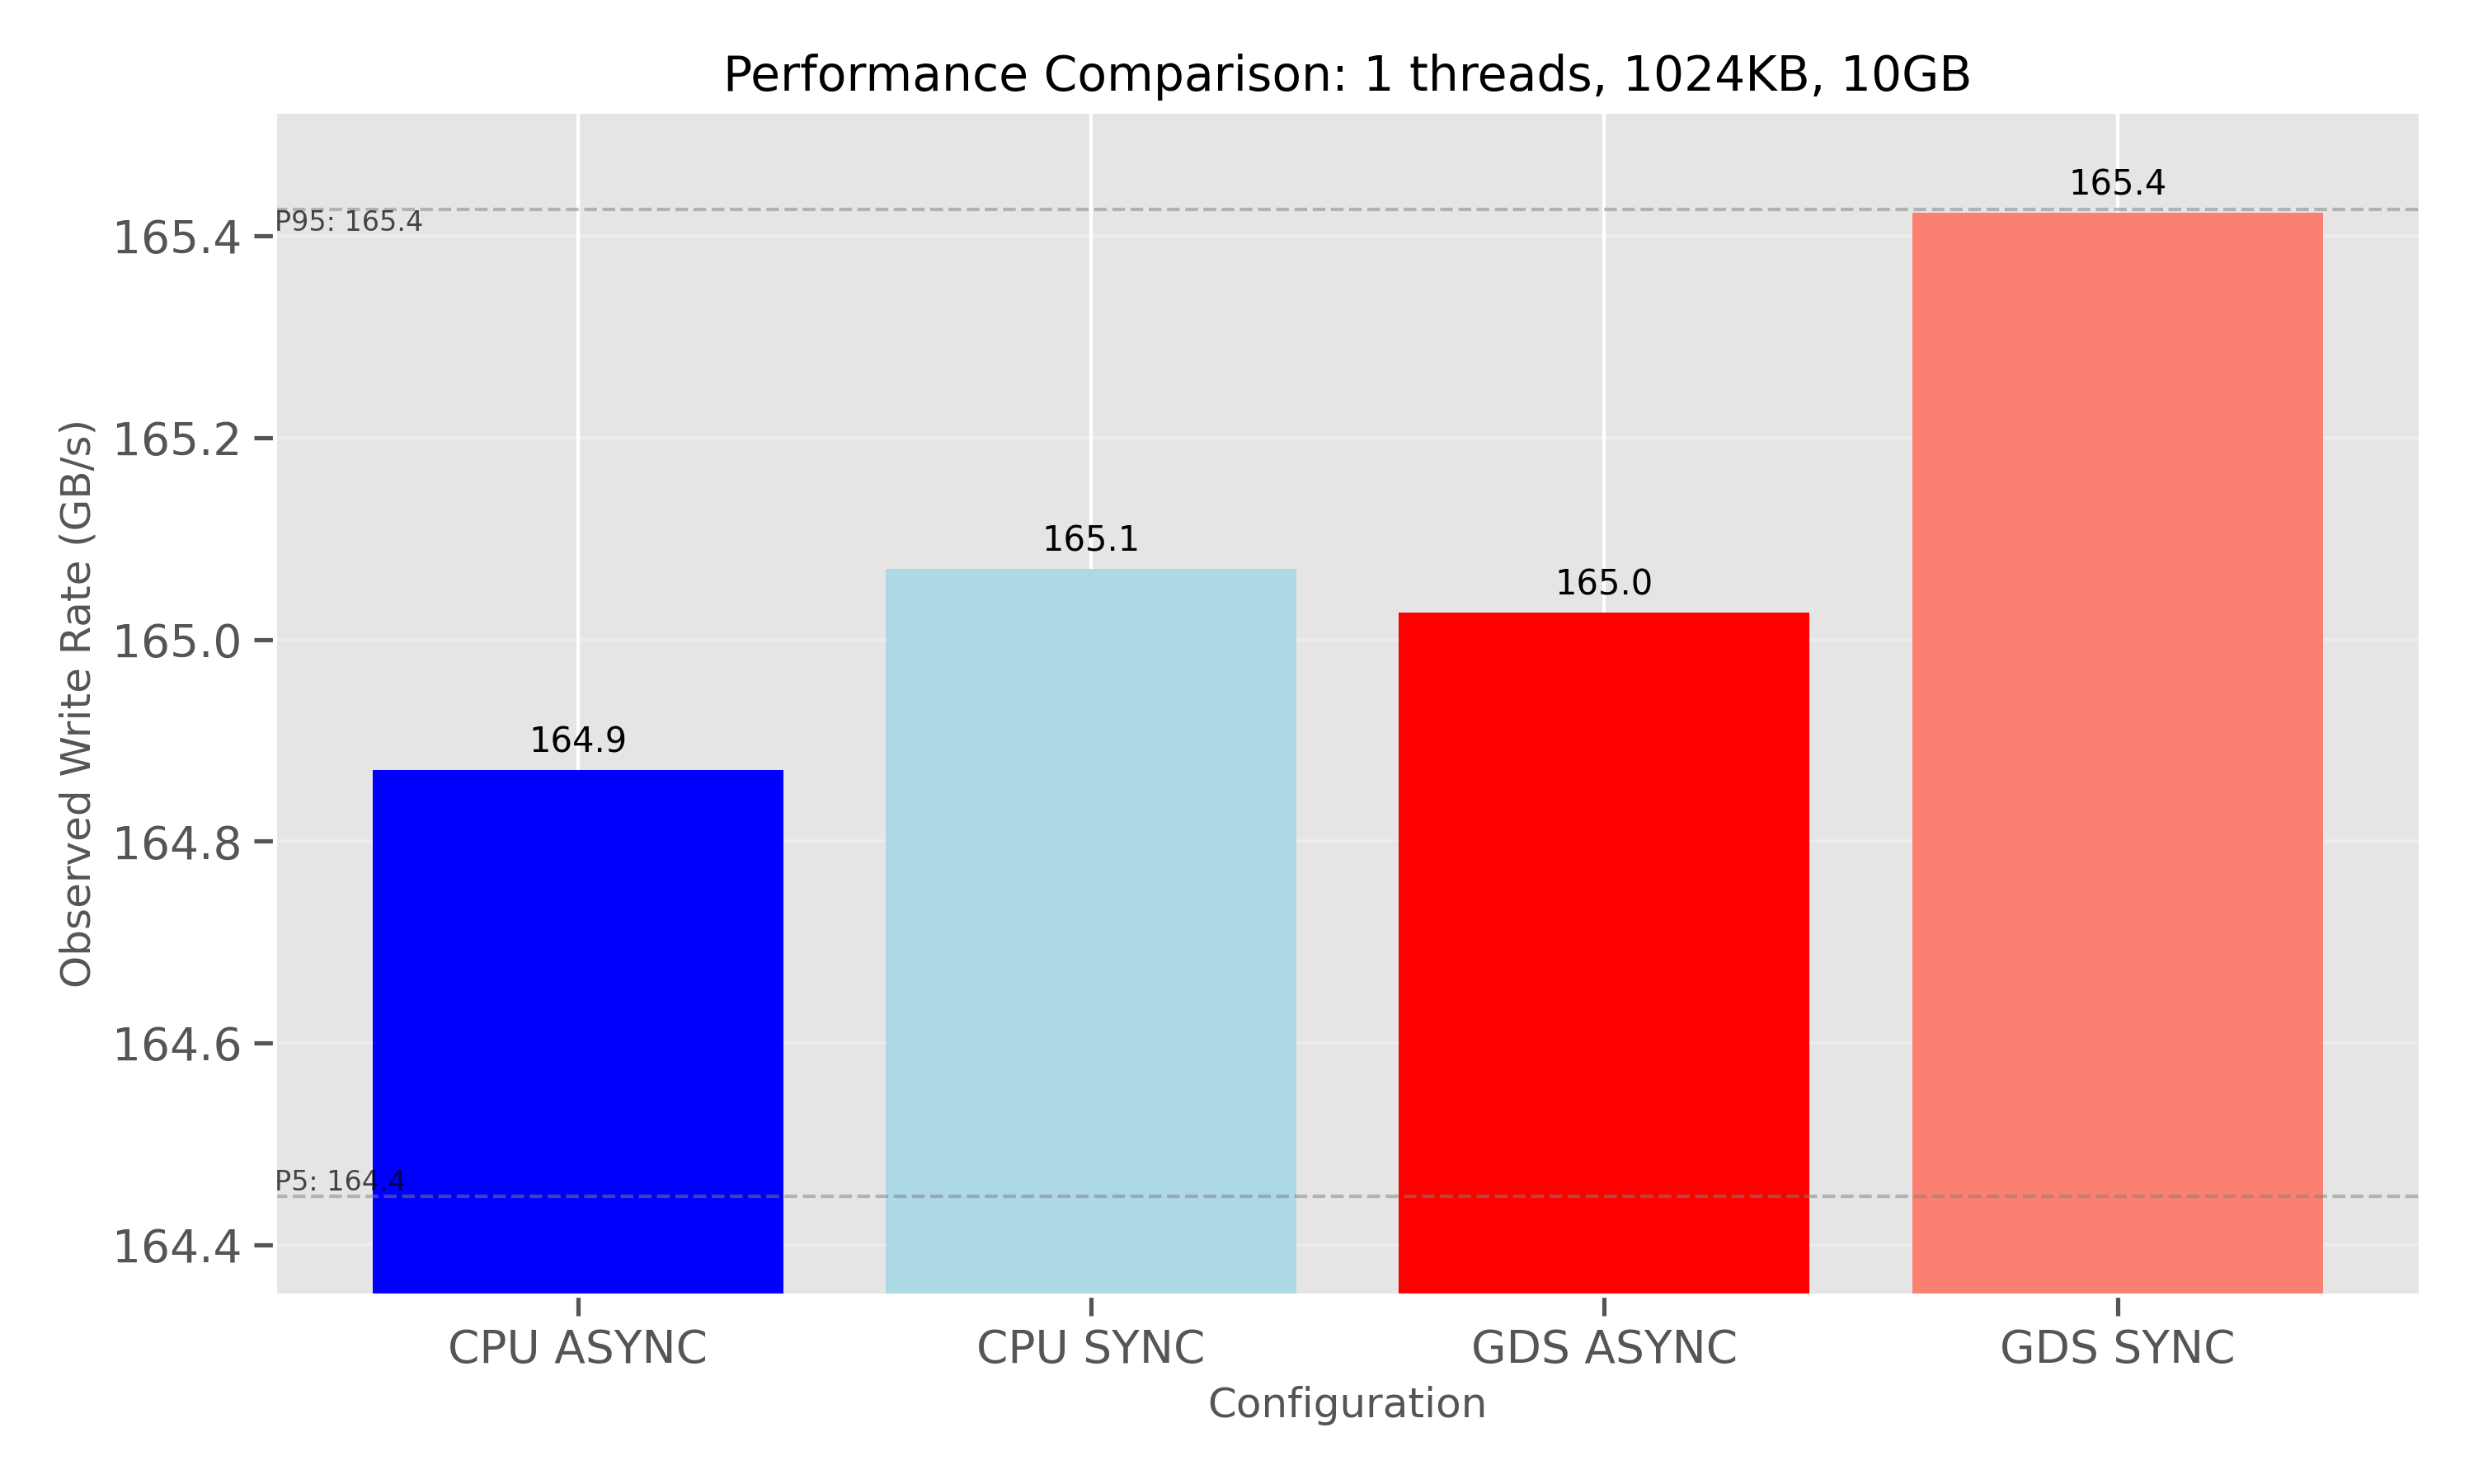 Performance Comparison: 1 threads, 1024KB, 10GB
Observed Write Rate (GB/s)
165.4
165.2
165.0
164.8
164.6
164.4
P95: 165.4
P5: 164.4
164.9
165.1
165.0
165.4
CPU ASYNC
CPU SYNC
GDS ASYNC
GDS SYNC
Configuration